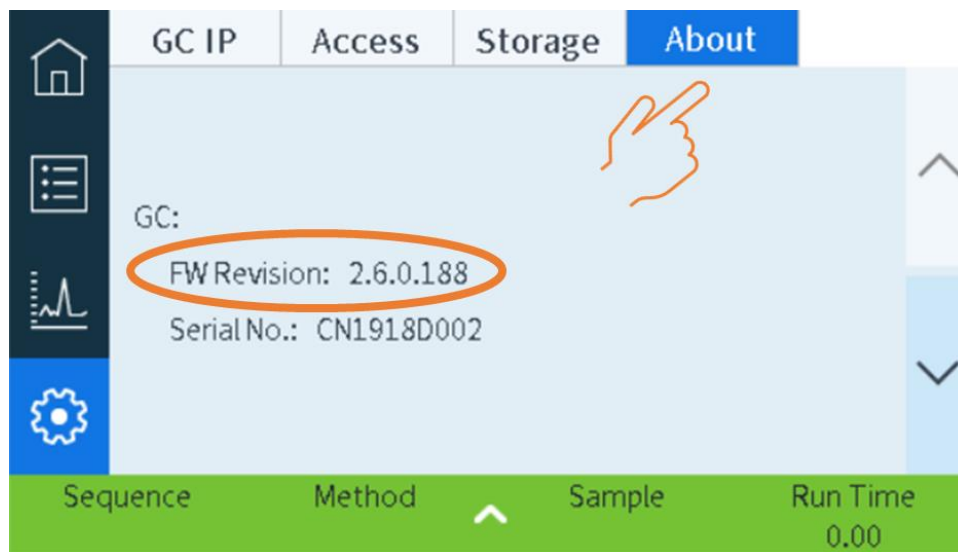 GC IP Access Storage About
GC:
FW Revision: 2.6.0.188
Serial No.: CN1918D002
Sequence Method Sample Run Time
0.00